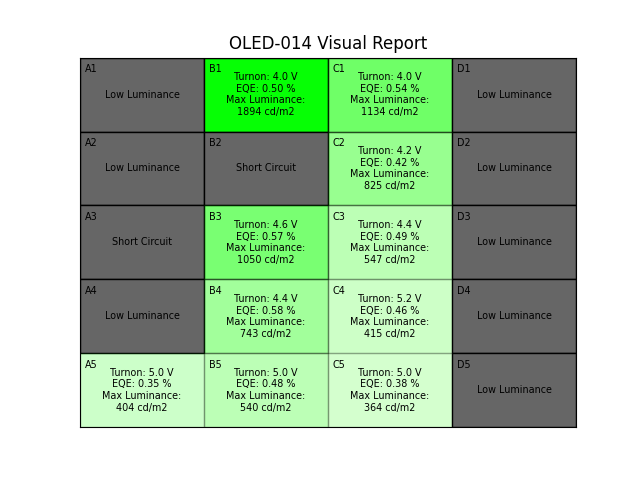 OLED-014 Visual Report
A1
Low Luminance
B1
Turnon: 4.0 V
EQE: 0.50 %
Max Luminance:
1894 cd/m2
C1
Turnon: 4.0 V
EQE: 0.54 %
Max Luminance:
1134 cd/m2
D1
Low Luminance
A2
Low Luminance
B2
Short Circuit
C2
Turnon: 4.2 V
EQE: 0.42 %
Max Luminance:
825 cd/m2
D2
Low Luminance
A3
Short Circuit
B3
Turnon: 4.6 V
EQE: 0.57 %
Max Luminance:
1050 cd/m2
C3
Turnon: 4.4 V
EQE: 0.49 %
Max Luminance:
547 cd/m2
D3
Low Luminance
A4
Low Luminance
B4
Turnon: 4.4 V
EQE: 0.58 %
Max Luminance:
743 cd/m2
C4
Turnon: 5.2 V
EQE: 0.46 %
Max Luminance:
415 cd/m2
D4
Low Luminance
A5
Turnon: 5.0 V
EQE: 0.35 %
Max Luminance:
404 cd/m2
B5
Turnon: 5.0 V
EQE: 0.48 %
Max Luminance:
540 cd/m2
C5
Turnon: 5.0 V
EQE: 0.38 %
Max Luminance:
364 cd/m2
D5
Low Luminance